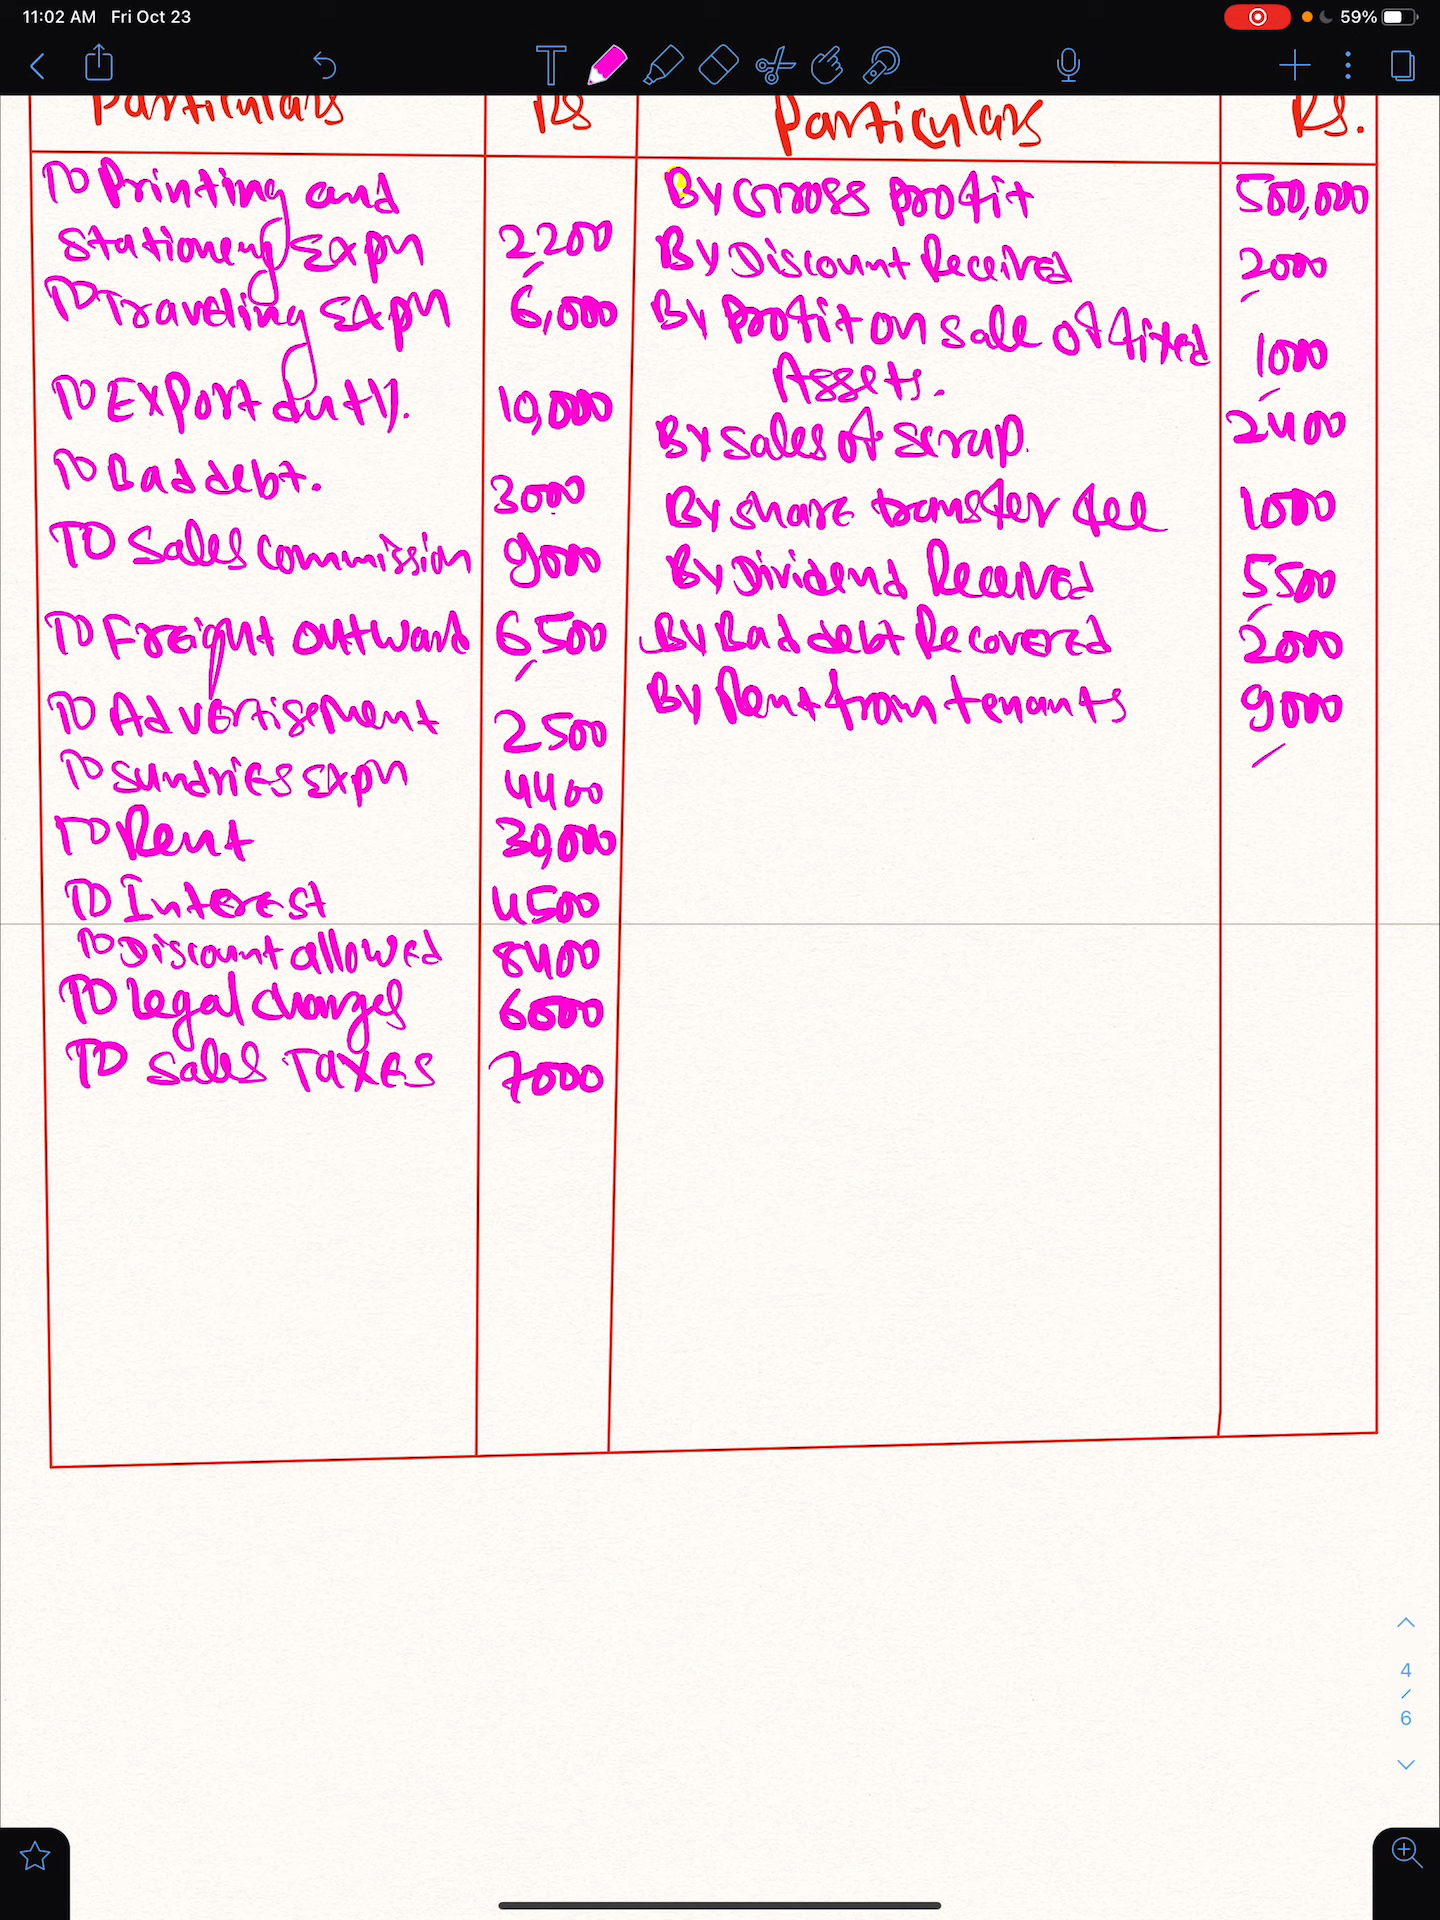 11:02 AM Fri Oct 23
59%
Particulars Rs Particulars Rs.
To Printing and
Stationery Expn 2,200
To Traveling Expn 6,000
To Export duty. 10,000
To Bad debt. 3000
To Sales Commission 9000
To Freight outward 6,500
To Advertisement 2500
To Sundries Expn 4400
To Rent 30,000
To Interest 4500
To Discount allowed 8400
To Legal Charges 6000
To Sales Taxes 7000
By Gross Profit 500,000
By Discount Received 2000
By Profit on sale of fixed
Assets. 1000
By Sales of Scrap. 2400
By Share transfer fee 1000
By Dividend Received 5500
By Bad debt Recovered 2000
By Rent from tenants 9000
4
/
6